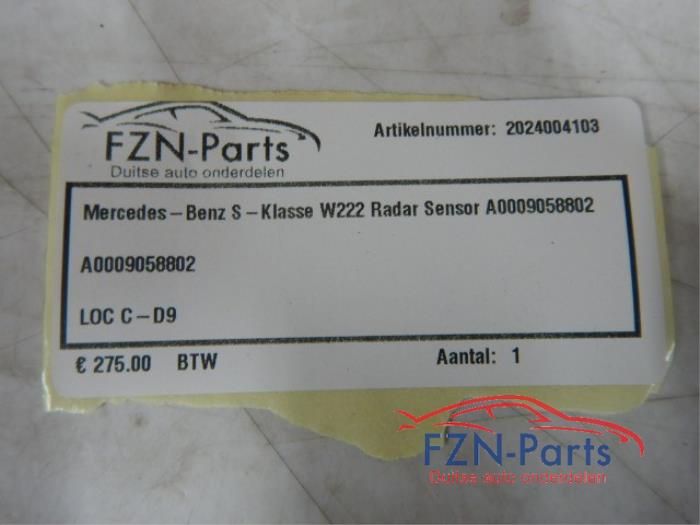 FZN-Parts
Duitse auto onderdelen
Artikelnummer: 2024004103
Mercedes-Benz S-Klasse W222 Radar Sensor A0009058802
A0009058802
LOC C-D9
€ 275.00 BTW
Aantal: 1
FZN-Parts
Duitse auto onderdelen